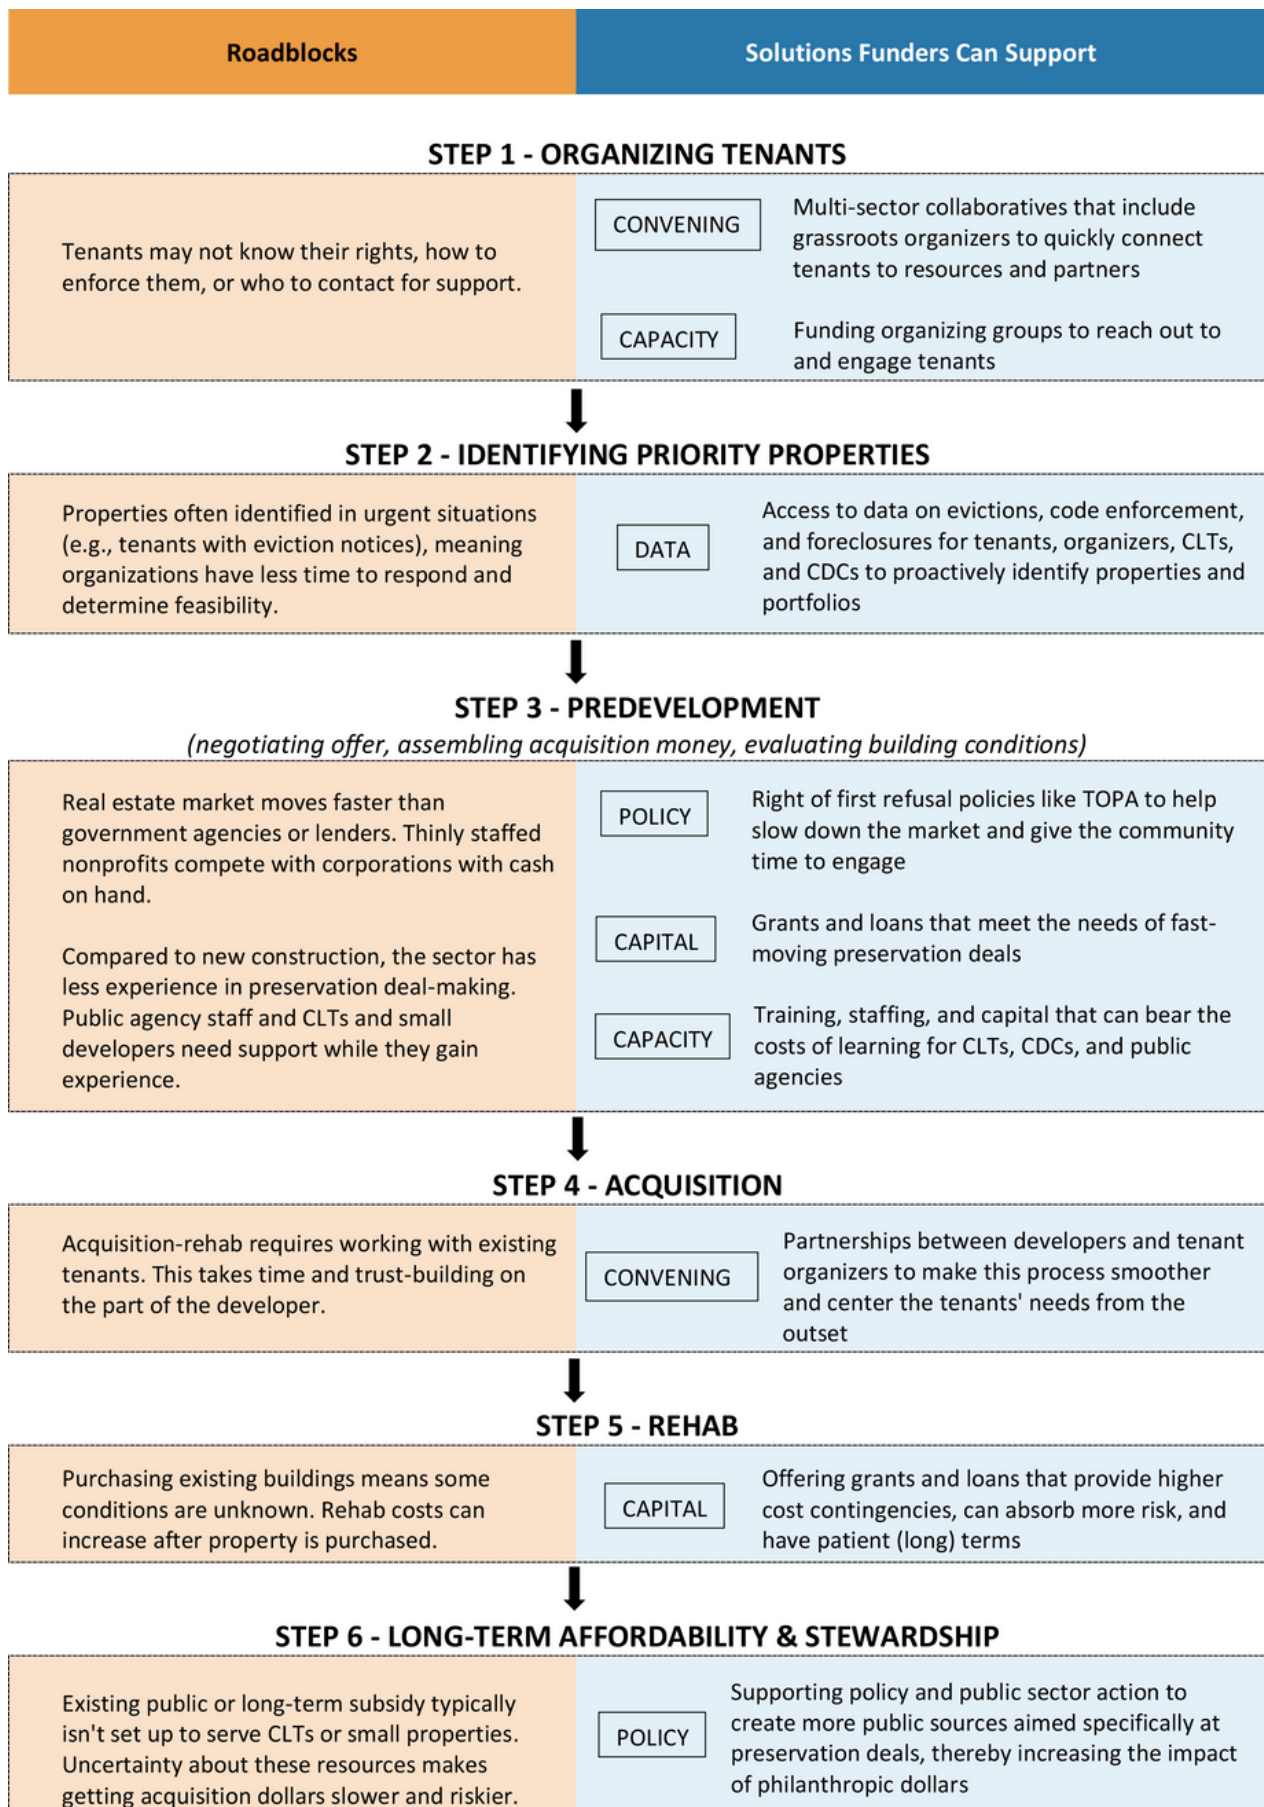 Roadblocks
Solutions Funders Can Support
STEP 1 - ORGANIZING TENANTS
Tenants may not know their rights, how to
enforce them, or who to contact for support.
CONVENING
Multi-sector collaboratives that include
grassroots organizers to quickly connect
tenants to resources and partners
CAPACITY
Funding organizing groups to reach out to
and engage tenants
STEP 2 - IDENTIFYING PRIORITY PROPERTIES
Properties often identified in urgent situations
(e.g., tenants with eviction notices), meaning
organizations have less time to respond and
determine feasibility.
DATA
Access to data on evictions, code enforcement,
and foreclosures for tenants, organizers, CLTs,
and CDCs to proactively identify properties and
portfolios
STEP 3 - PREDEVELOPMENT
(negotiating offer, assembling acquisition money, evaluating building conditions)
Real estate market moves faster than
government agencies or lenders. Thinly staffed
nonprofits compete with corporations with cash
on hand.
Compared to new construction, the sector has
less experience in preservation deal-making.
Public agency staff and CLTs and small
developers need support while they gain
experience.
POLICY
Right of first refusal policies like TOPA to help
slow down the market and give the community
time to engage
CAPITAL
Grants and loans that meet the needs of fast-
moving preservation deals
CAPACITY
Training, staffing, and capital that can bear the
costs of learning for CLTs, CDCs, and public
agencies
STEP 4 - ACQUISITION
Acquisition-rehab requires working with existing
tenants. This takes time and trust-building on
the part of the developer.
CONVENING
Partnerships between developers and tenant
organizers to make this process smoother
and center the tenants' needs from the
outset
STEP 5 - REHAB
Purchasing existing buildings means some
conditions are unknown. Rehab costs can
increase after property is purchased.
CAPITAL
Offering grants and loans that provide higher
cost contingencies, can absorb more risk, and
have patient (long) terms
STEP 6 - LONG-TERM AFFORDABILITY & STEWARDSHIP
Existing public or long-term subsidy typically
isn't set up to serve CLTs or small properties.
Uncertainty about these resources makes
getting acquisition dollars slower and riskier.
POLICY
Supporting policy and public sector action to
create more public sources aimed specifically at
preservation deals, thereby increasing the impact
of philanthropic dollars